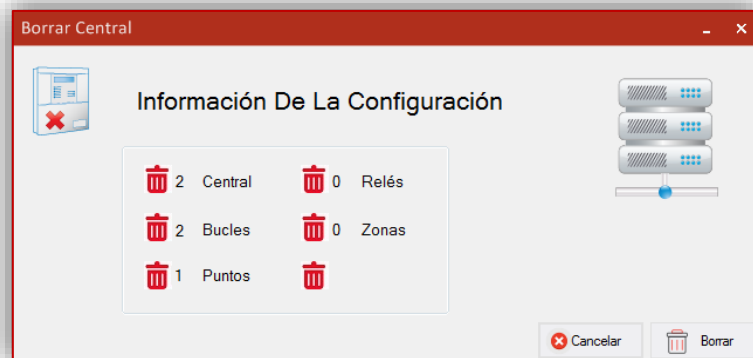 Borrar Central
Información De La Configuración
2 Central 0 Relés
2 Bucles 0 Zonas
1 Puntos
Cancelar Borrar